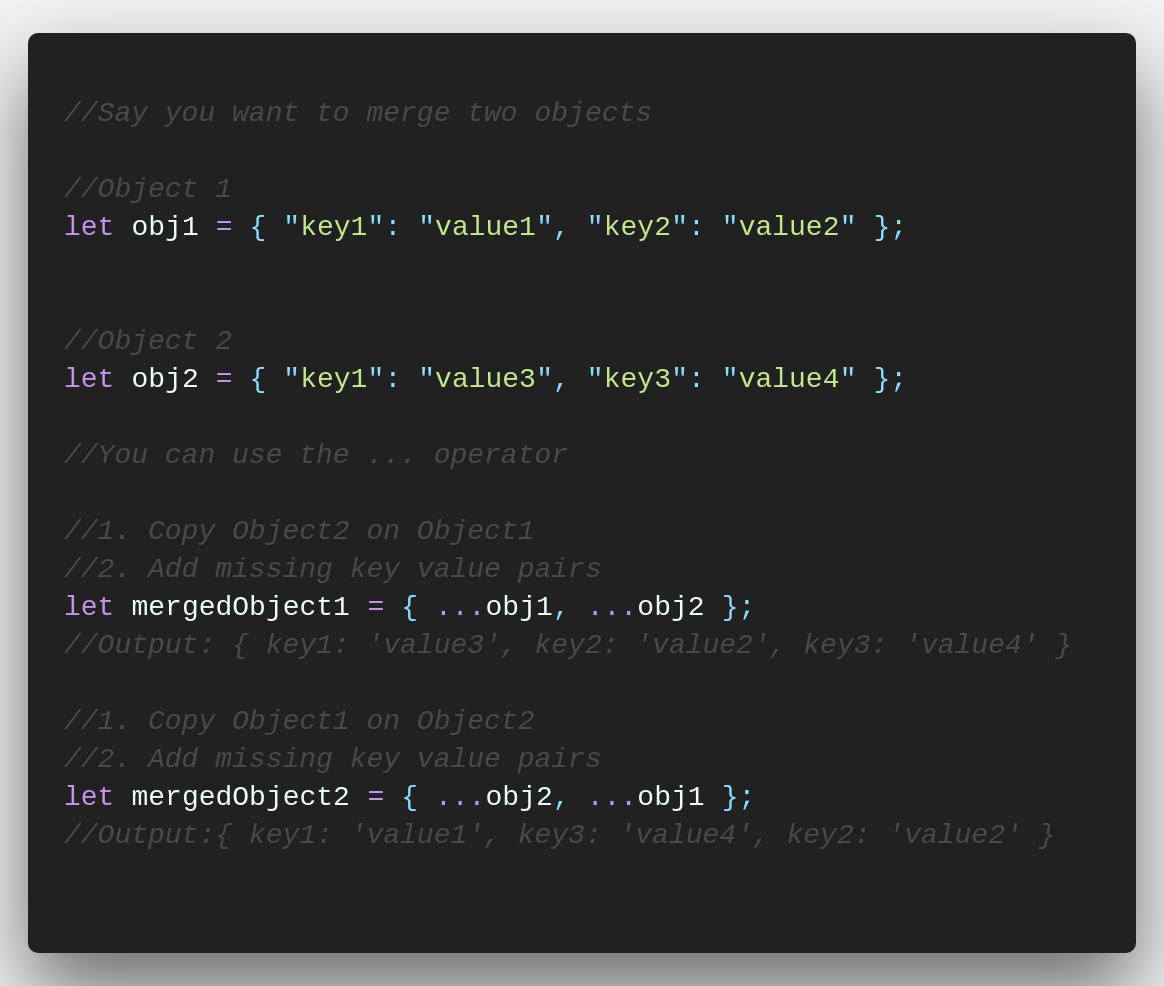 //Say you want to merge two objects
//Object 1
let obj1 = { "key1": "value1", "key2": "value2" };
//Object 2
let obj2 = { "key1": "value3", "key3": "value4" };
//You can use the ... operator
//1. Copy Object2 on Object1
//2. Add missing key value pairs
let mergedObject1 = { ...obj1, ...obj2 };
//Output: { key1: 'value3', key2: 'value2', key3: 'value4' }
//1. Copy Object1 on Object2
//2. Add missing key value pairs
let mergedObject2 = { ...obj2, ...obj1 };
//Output:{ key1: 'value1', key3: 'value4', key2: 'value2' }